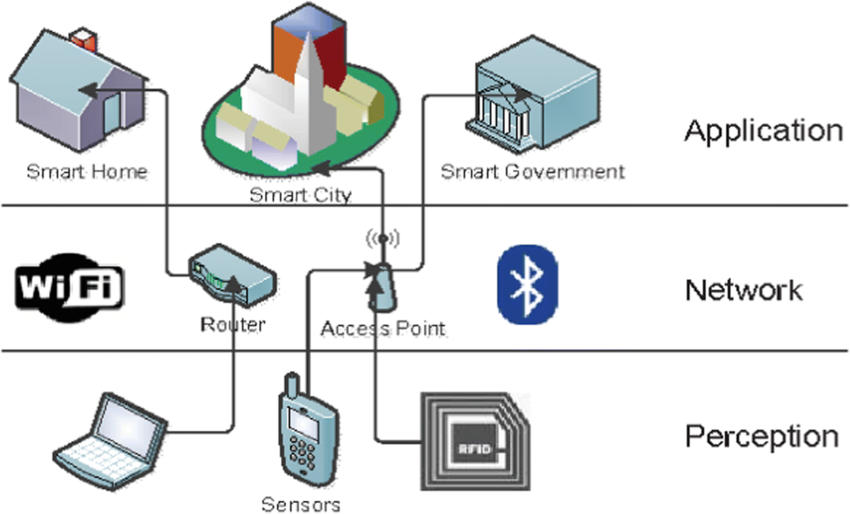 Smart Home
Smart City
Smart Government
Application
WiFi
Router
Access Point
Network
Sensors
RFID
Perception